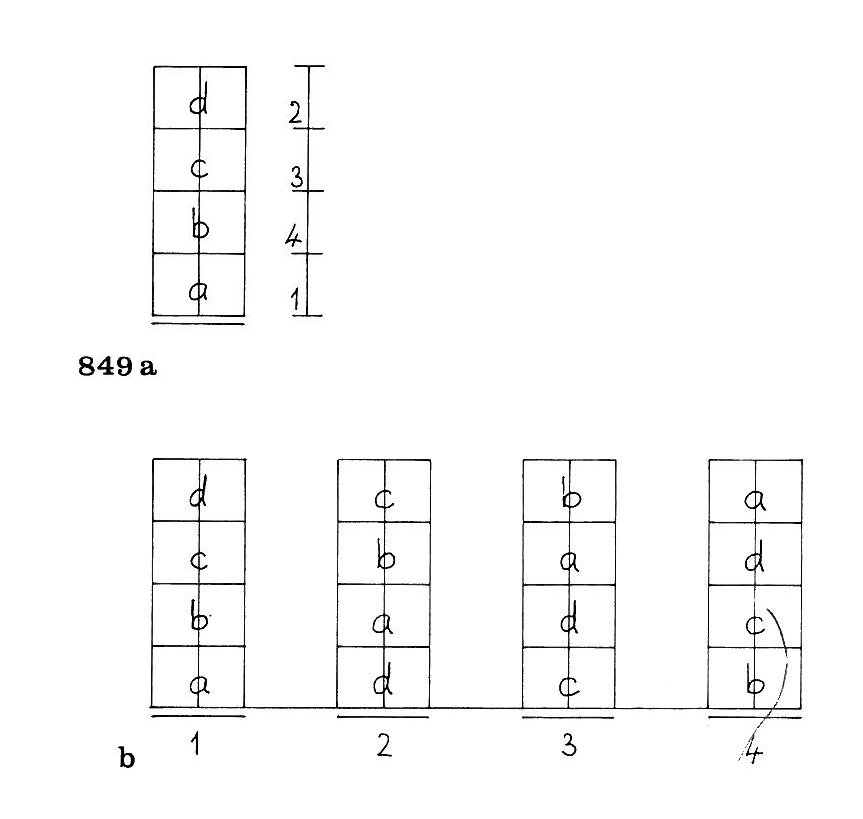 d 2
c 3
b 4
a 1
849 a
d c b a
c b a d
b a d c
a d c b
b 1 2 3 4